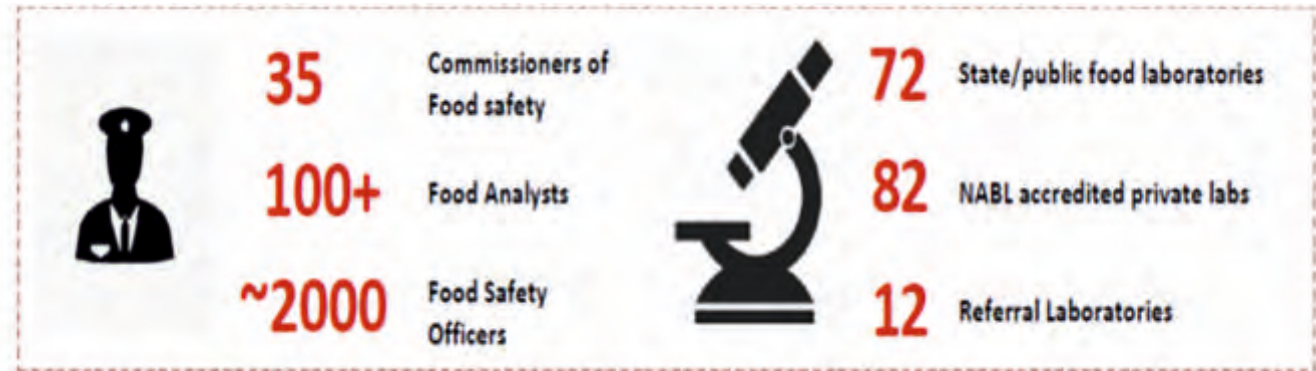 35
Commissioners of
Food safety
100+
Food Analysts
~2000
Food Safety
Officers
72
State/public food laboratories
82
NABL accredited private labs
12
Referral Laboratories